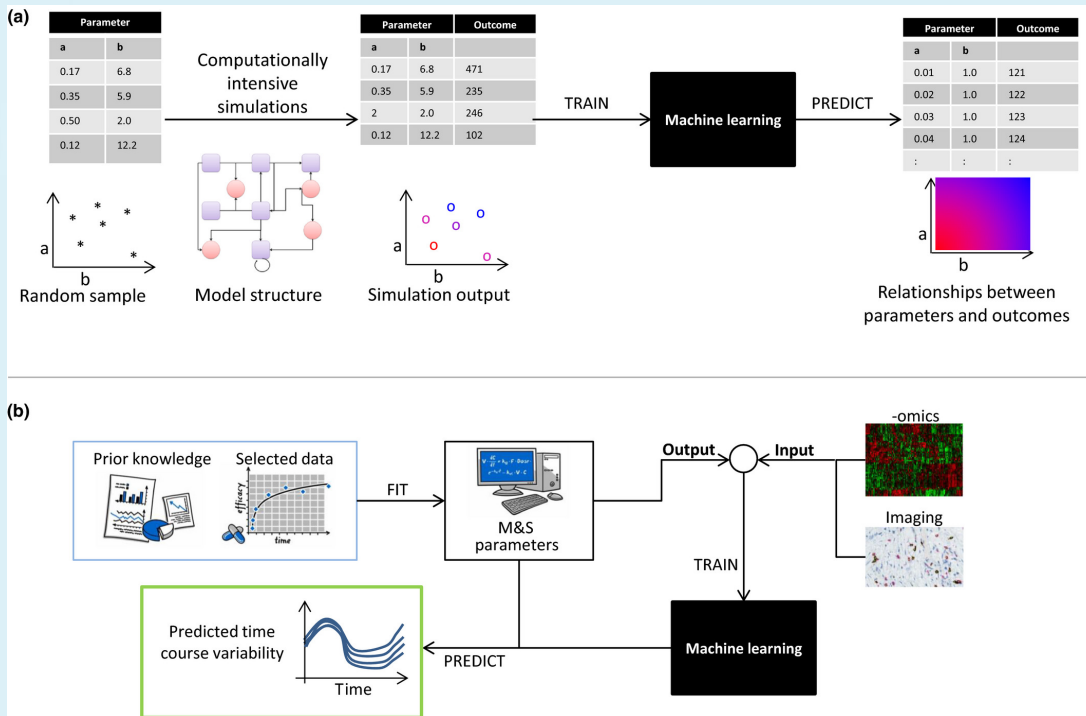 (a)
Parameter
a b
0.17 6.8
0.35 5.9
0.50 2.0
0.12 12.2
Computationally
intensive
simulations
Parameter Outcome
a b
0.17 6.8 471
0.35 5.9 235
2 2.0 246
0.12 12.2 102
TRAIN
Machine learning
PREDICT
Parameter Outcome
a b
0.01 1.0 121
0.02 1.0 122
0.03 1.0 123
0.04 1.0 124
: : :
a
b
Random sample
Model structure
a
b
Simulation output
a
b
Relationships between
parameters and outcomes
(b)
Prior knowledge
Selected data
efficacy
time
FIT
M&S
parameters
Output
Input
-omics
Imaging
TRAIN
Machine learning
PREDICT
Predicted time
course variability
Time